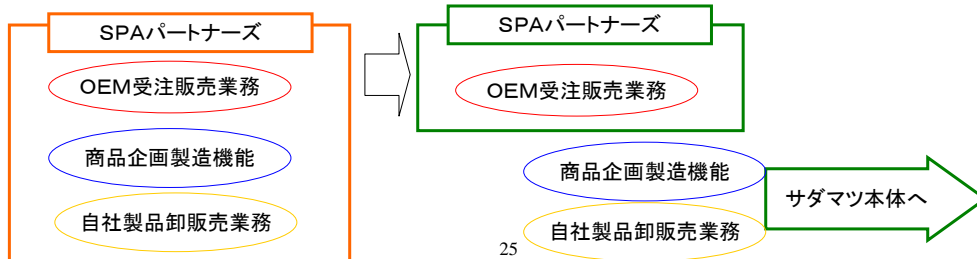 SPAパートナーズ
OEM受注販売業務
商品企画製造機能
自社製品卸販売業務
SPAパートナーズ
OEM受注販売業務
商品企画製造機能
自社製品卸販売業務
サダマツ本体へ
25